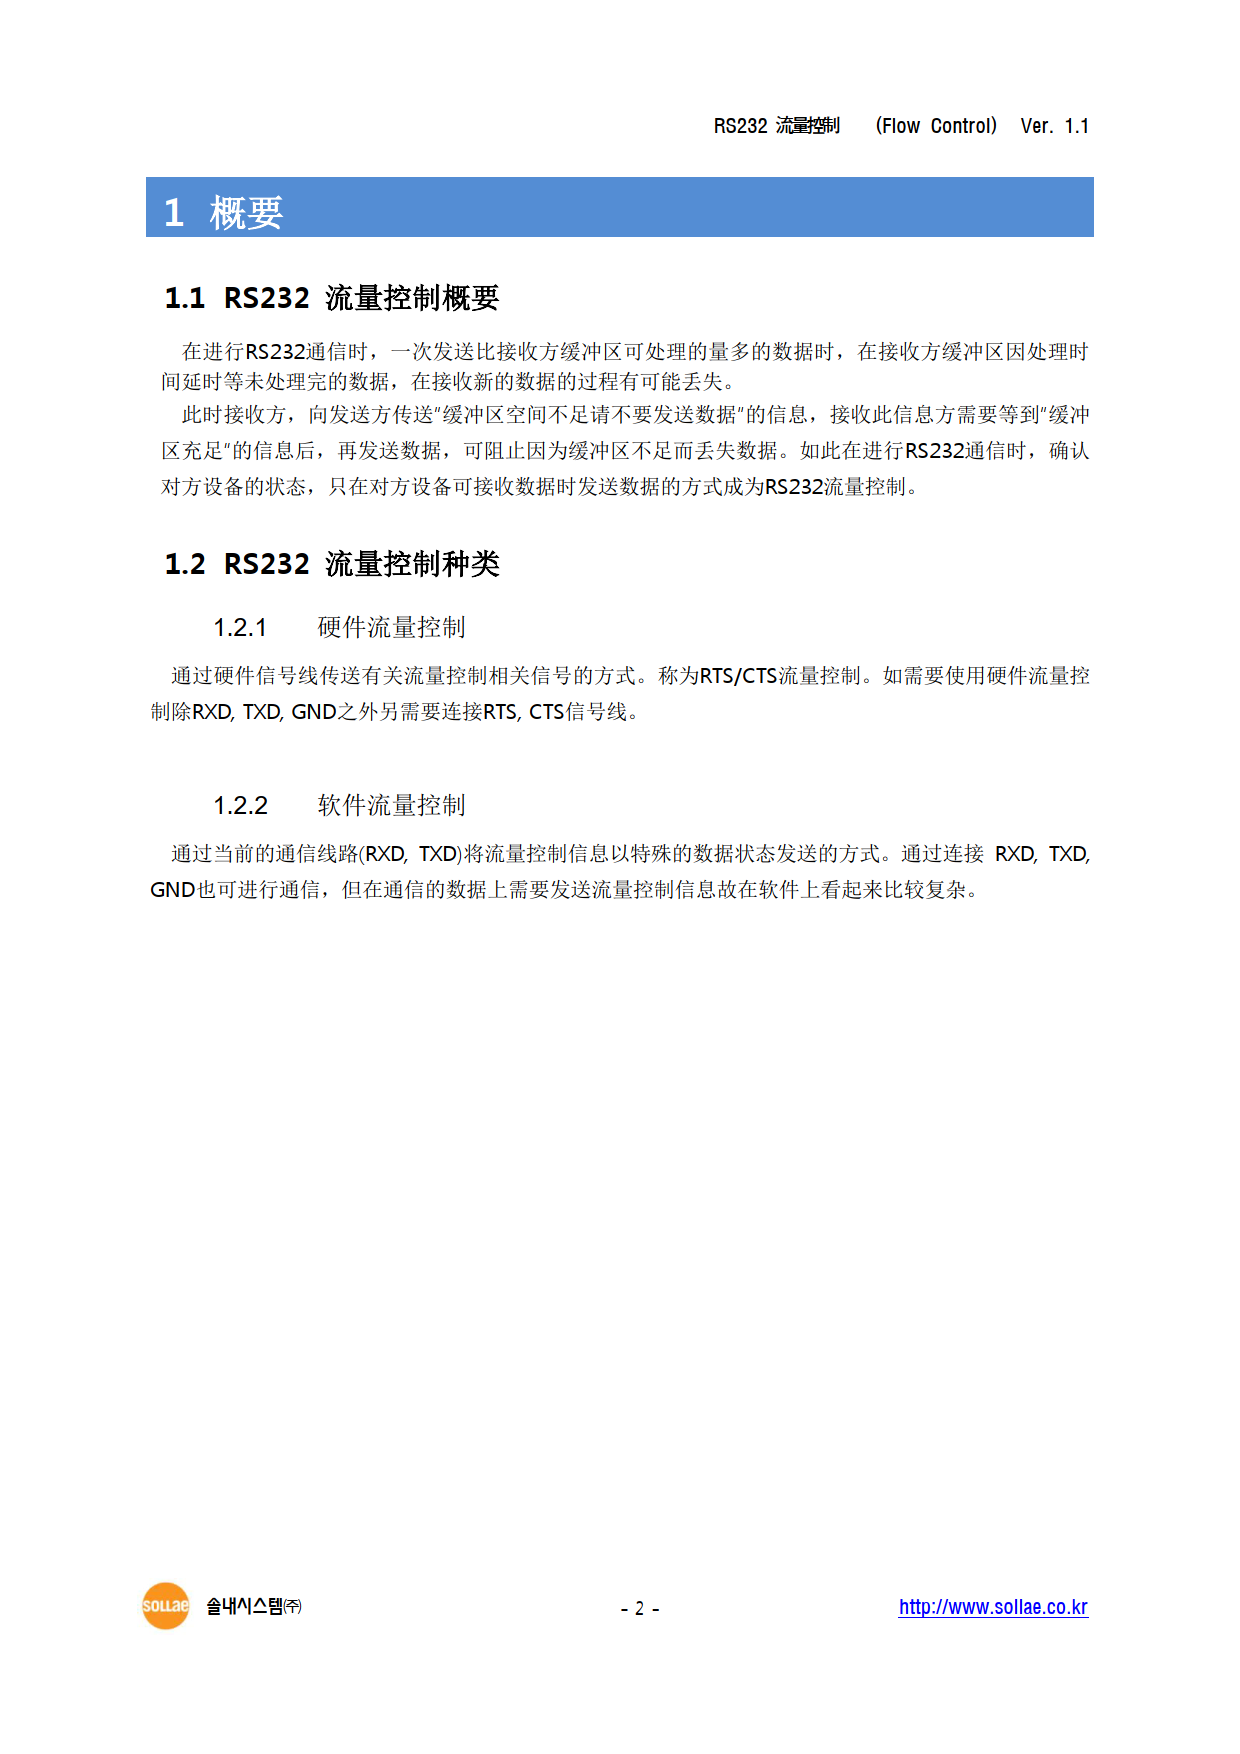 RS232 流量控制 (Flow Control) Ver. 1.1
1 概要
1.1 RS232 流量控制概要
在进行RS232通信时，一次发送比接收方缓冲区可处理的量多的数据时，在接收方缓冲区因处理时
间延时等未处理完的数据，在接收新的数据的过程有可能丢失。
此时接收方，向发送方传送"缓冲区空间不足请不要发送数据"的信息，接收此信息方需要等到"缓冲
区充足"的信息后，再发送数据，可阻止因为缓冲区不足而丢失数据。如此在进行RS232通信时，确认
对方设备的状态，只在对方设备可接收数据时发送数据的方式成为RS232流量控制。
1.2 RS232 流量控制种类
1.2.1 硬件流量控制
通过硬件信号线传送有关流量控制相关信号的方式。称为RTS/CTS流量控制。如需要使用硬件流量控
制除RXD, TXD, GND之外另需要连接RTS, CTS信号线。
1.2.2 软件流量控制
通过当前的通信线路(RXD, TXD)将流量控制信息以特殊的数据状态发送的方式。通过连接 RXD, TXD,
GND也可进行通信，但在通信的数据上需要发送流量控制信息故在软件上看起来比较复杂。
SOLLAE 솔내시스템㈜ - 2 - http://www.sollae.co.kr